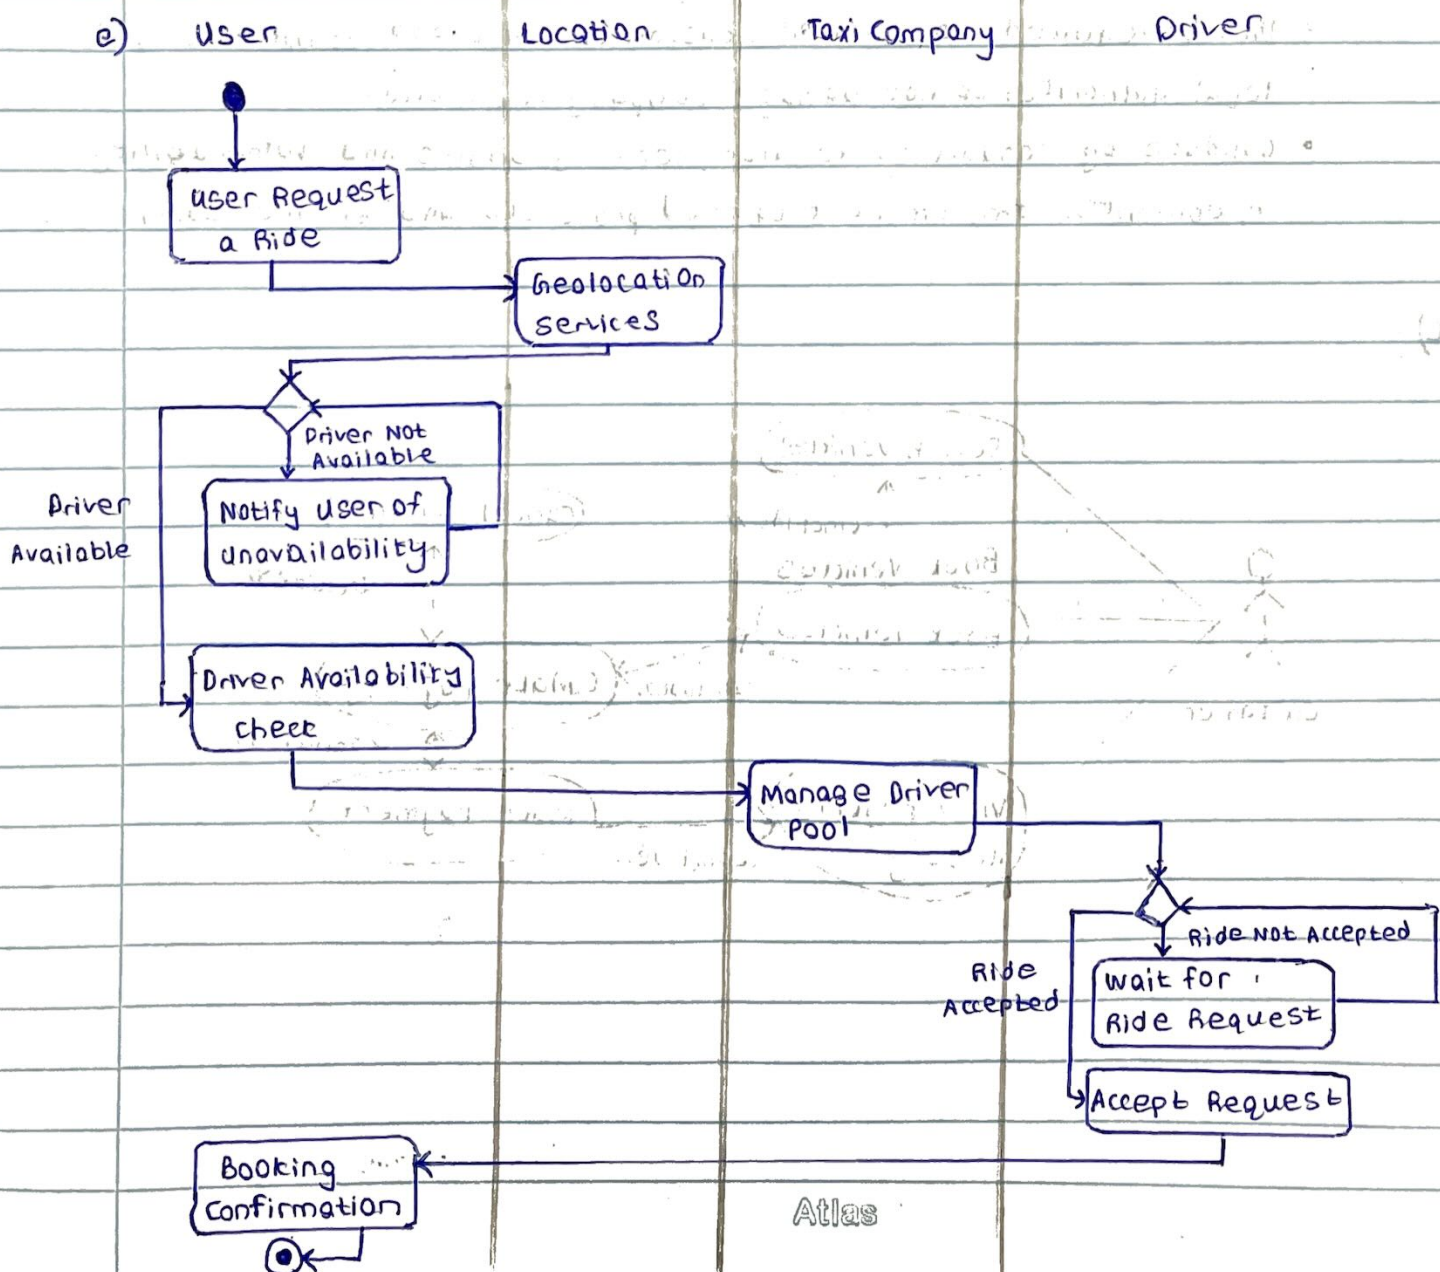 e) User Location Taxi Company Driver
User Request
a Ride
Geolocation
Services
Driver Not
Available
Driver
Available
Notify user of
unavailability
Driver Availability
check
Manage Driver
Pool
Ride Not Accepted
Ride
Accepted
Wait for
Ride Request
Accept Request
Booking
Confirmation
Atlas